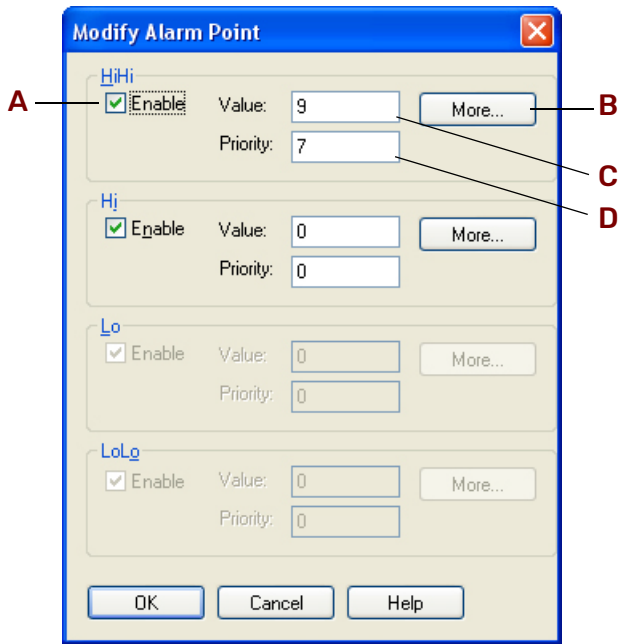 Modify Alarm Point
HiHi
A
Enable
Value: 9
More...
B
Priority: 7
C
D
Hi
Enable
Value: 0
More...
Priority: 0
Lo
Enable
Value: 0
More...
Priority: 0
LoLo
Enable
Value: 0
More...
Priority: 0
OK
Cancel
Help